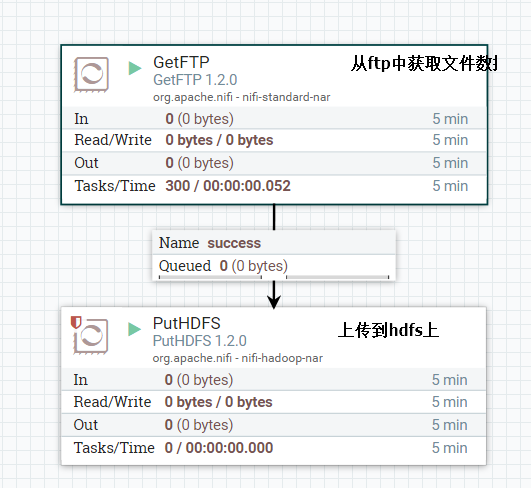 GetFTP
从ftp中获取文件数
GetFTP 1.2.0
org.apache.nifi - nifi-standard-nar
In 0 (0 bytes) 5 min
Read/Write 0 bytes / 0 bytes 5 min
Out 0 (0 bytes) 5 min
Tasks/Time 300 / 00:00:00.052 5 min
Name success
Queued 0 (0 bytes)
PutHDFS
上传到hdfs上
PutHDFS 1.2.0
org.apache.nifi - nifi-hadoop-nar
In 0 (0 bytes) 5 min
Read/Write 0 bytes / 0 bytes 5 min
Out 0 (0 bytes) 5 min
Tasks/Time 0 / 00:00:00.000 5 min